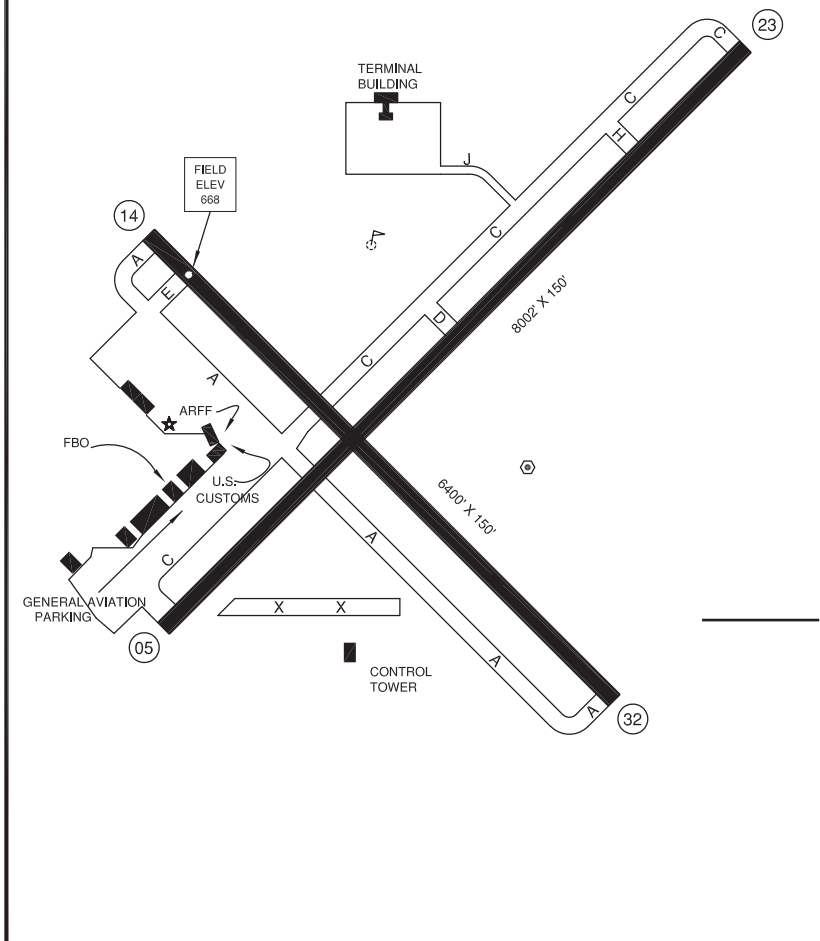 23
C
TERMINAL
BUILDING
C
H
J
FIELD
ELEV
668
14
C
A
E
8002' X 150'
D
C
A
ARFF
FBO
U.S.
CUSTOMS
6400' X 150'
A
C
GENERAL AVIATION
PARKING
X X
05
A
CONTROL
TOWER
A
32